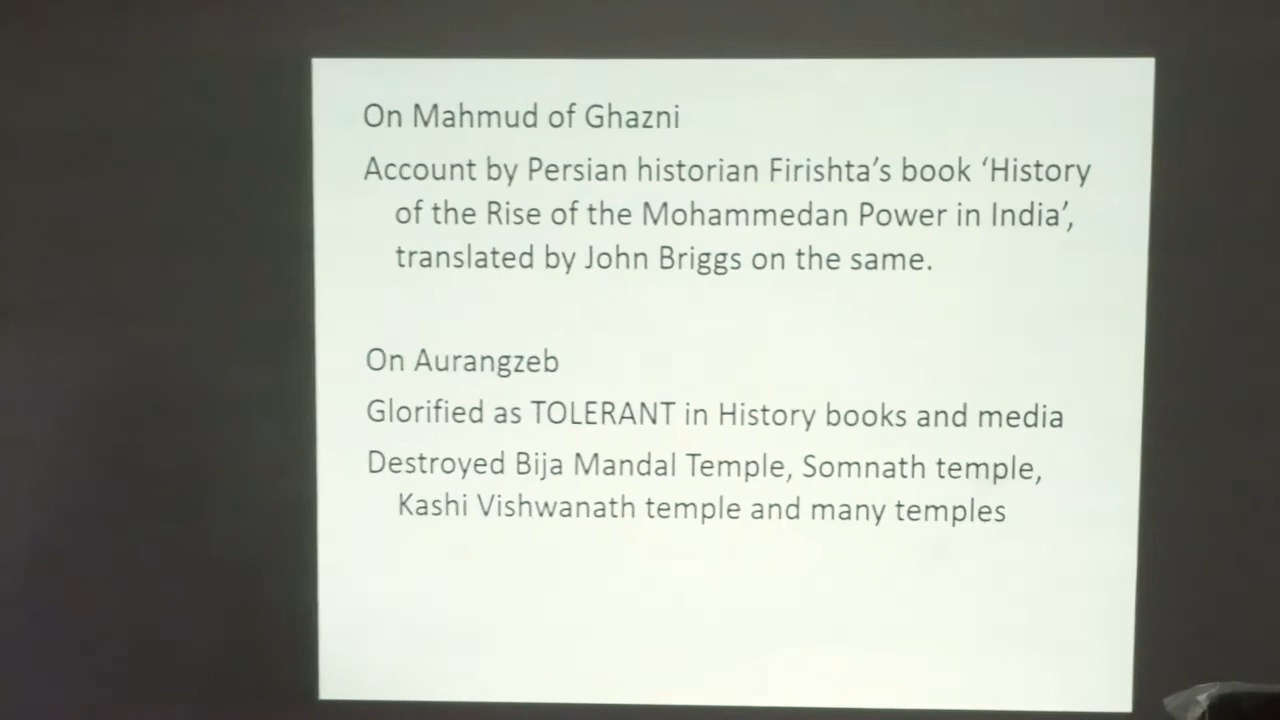 On Mahmud of Ghazni
Account by Persian historian Firishta’s book ‘History
of the Rise of the Mohammedan Power in India’,
translated by John Briggs on the same.
On Aurangzeb
Glorified as TOLERANT in History books and media
Destroyed Bija Mandal Temple, Somnath temple,
Kashi Vishwanath temple and many temples